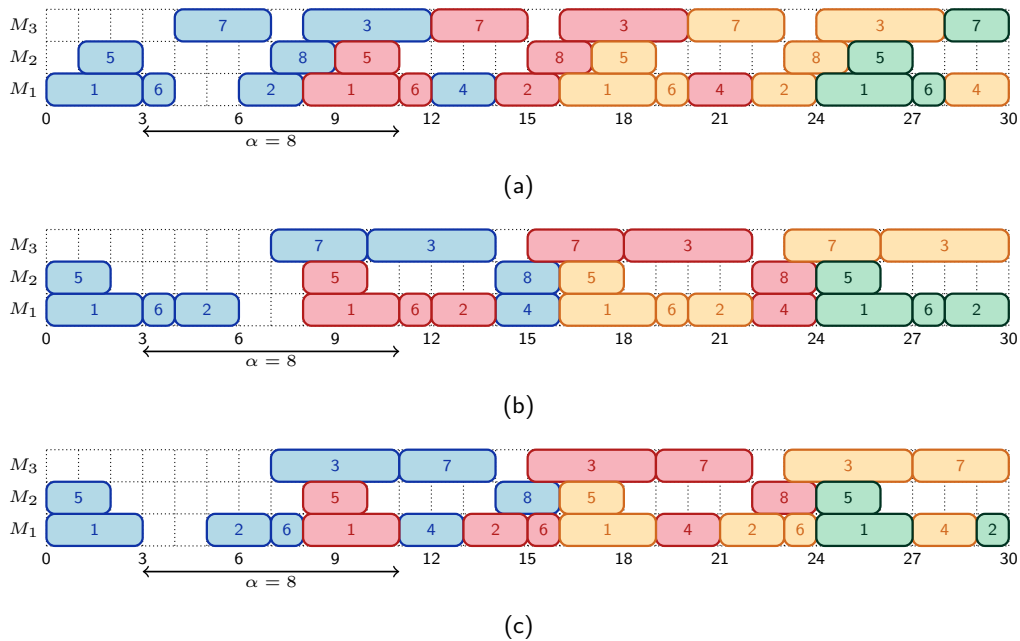 M3 7 3 7 3 7 3 7
M2 5 8 5 8 5 8 5
M1 1 6 2 1 6 4 2 1 6 4 2 1 6 4
0 3 6 9 12 15 18 21 24 27 30
α = 8
(a)
M3 7 3 7 3 7 3
M2 5 5 8 5 8 5
M1 1 6 2 1 6 2 4 1 6 2 4 1 6 2
0 3 6 9 12 15 18 21 24 27 30
α = 8
(b)
M3 3 7 3 7 3 7
M2 5 5 8 5 8 5
M1 1 2 6 1 4 2 6 1 4 2 6 1 4 2
0 3 6 9 12 15 18 21 24 27 30
α = 8
(c)